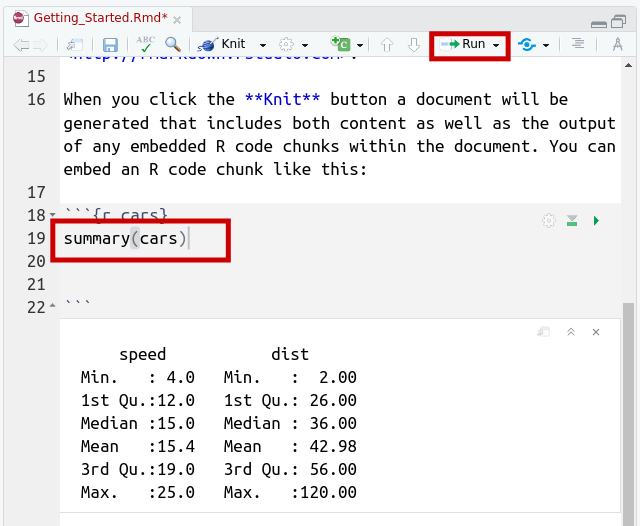 Getting_Started.Rmd*
ABC Knit Run
15
16 When you click the **Knit** button a document will be
generated that includes both content as well as the output
of any embedded R code chunks within the document. You can
embed an R code chunk like this:
17
18 ```{r cars}
19 summary(cars)
20
21
22 ```
speed dist
Min. : 4.0 Min. : 2.00
1st Qu.:12.0 1st Qu.: 26.00
Median :15.0 Median : 36.00
Mean :15.4 Mean : 42.98
3rd Qu.:19.0 3rd Qu.: 56.00
Max. :25.0 Max. :120.00